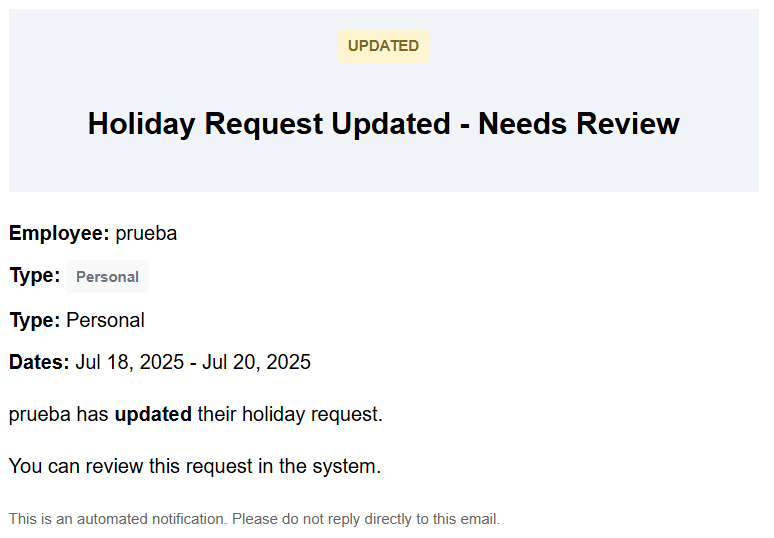 UPDATED
Holiday Request Updated - Needs Review
Employee: prueba
Type: Personal
Type: Personal
Dates: Jul 18, 2025 - Jul 20, 2025
prueba has updated their holiday request.
You can review this request in the system.
This is an automated notification. Please do not reply directly to this email.